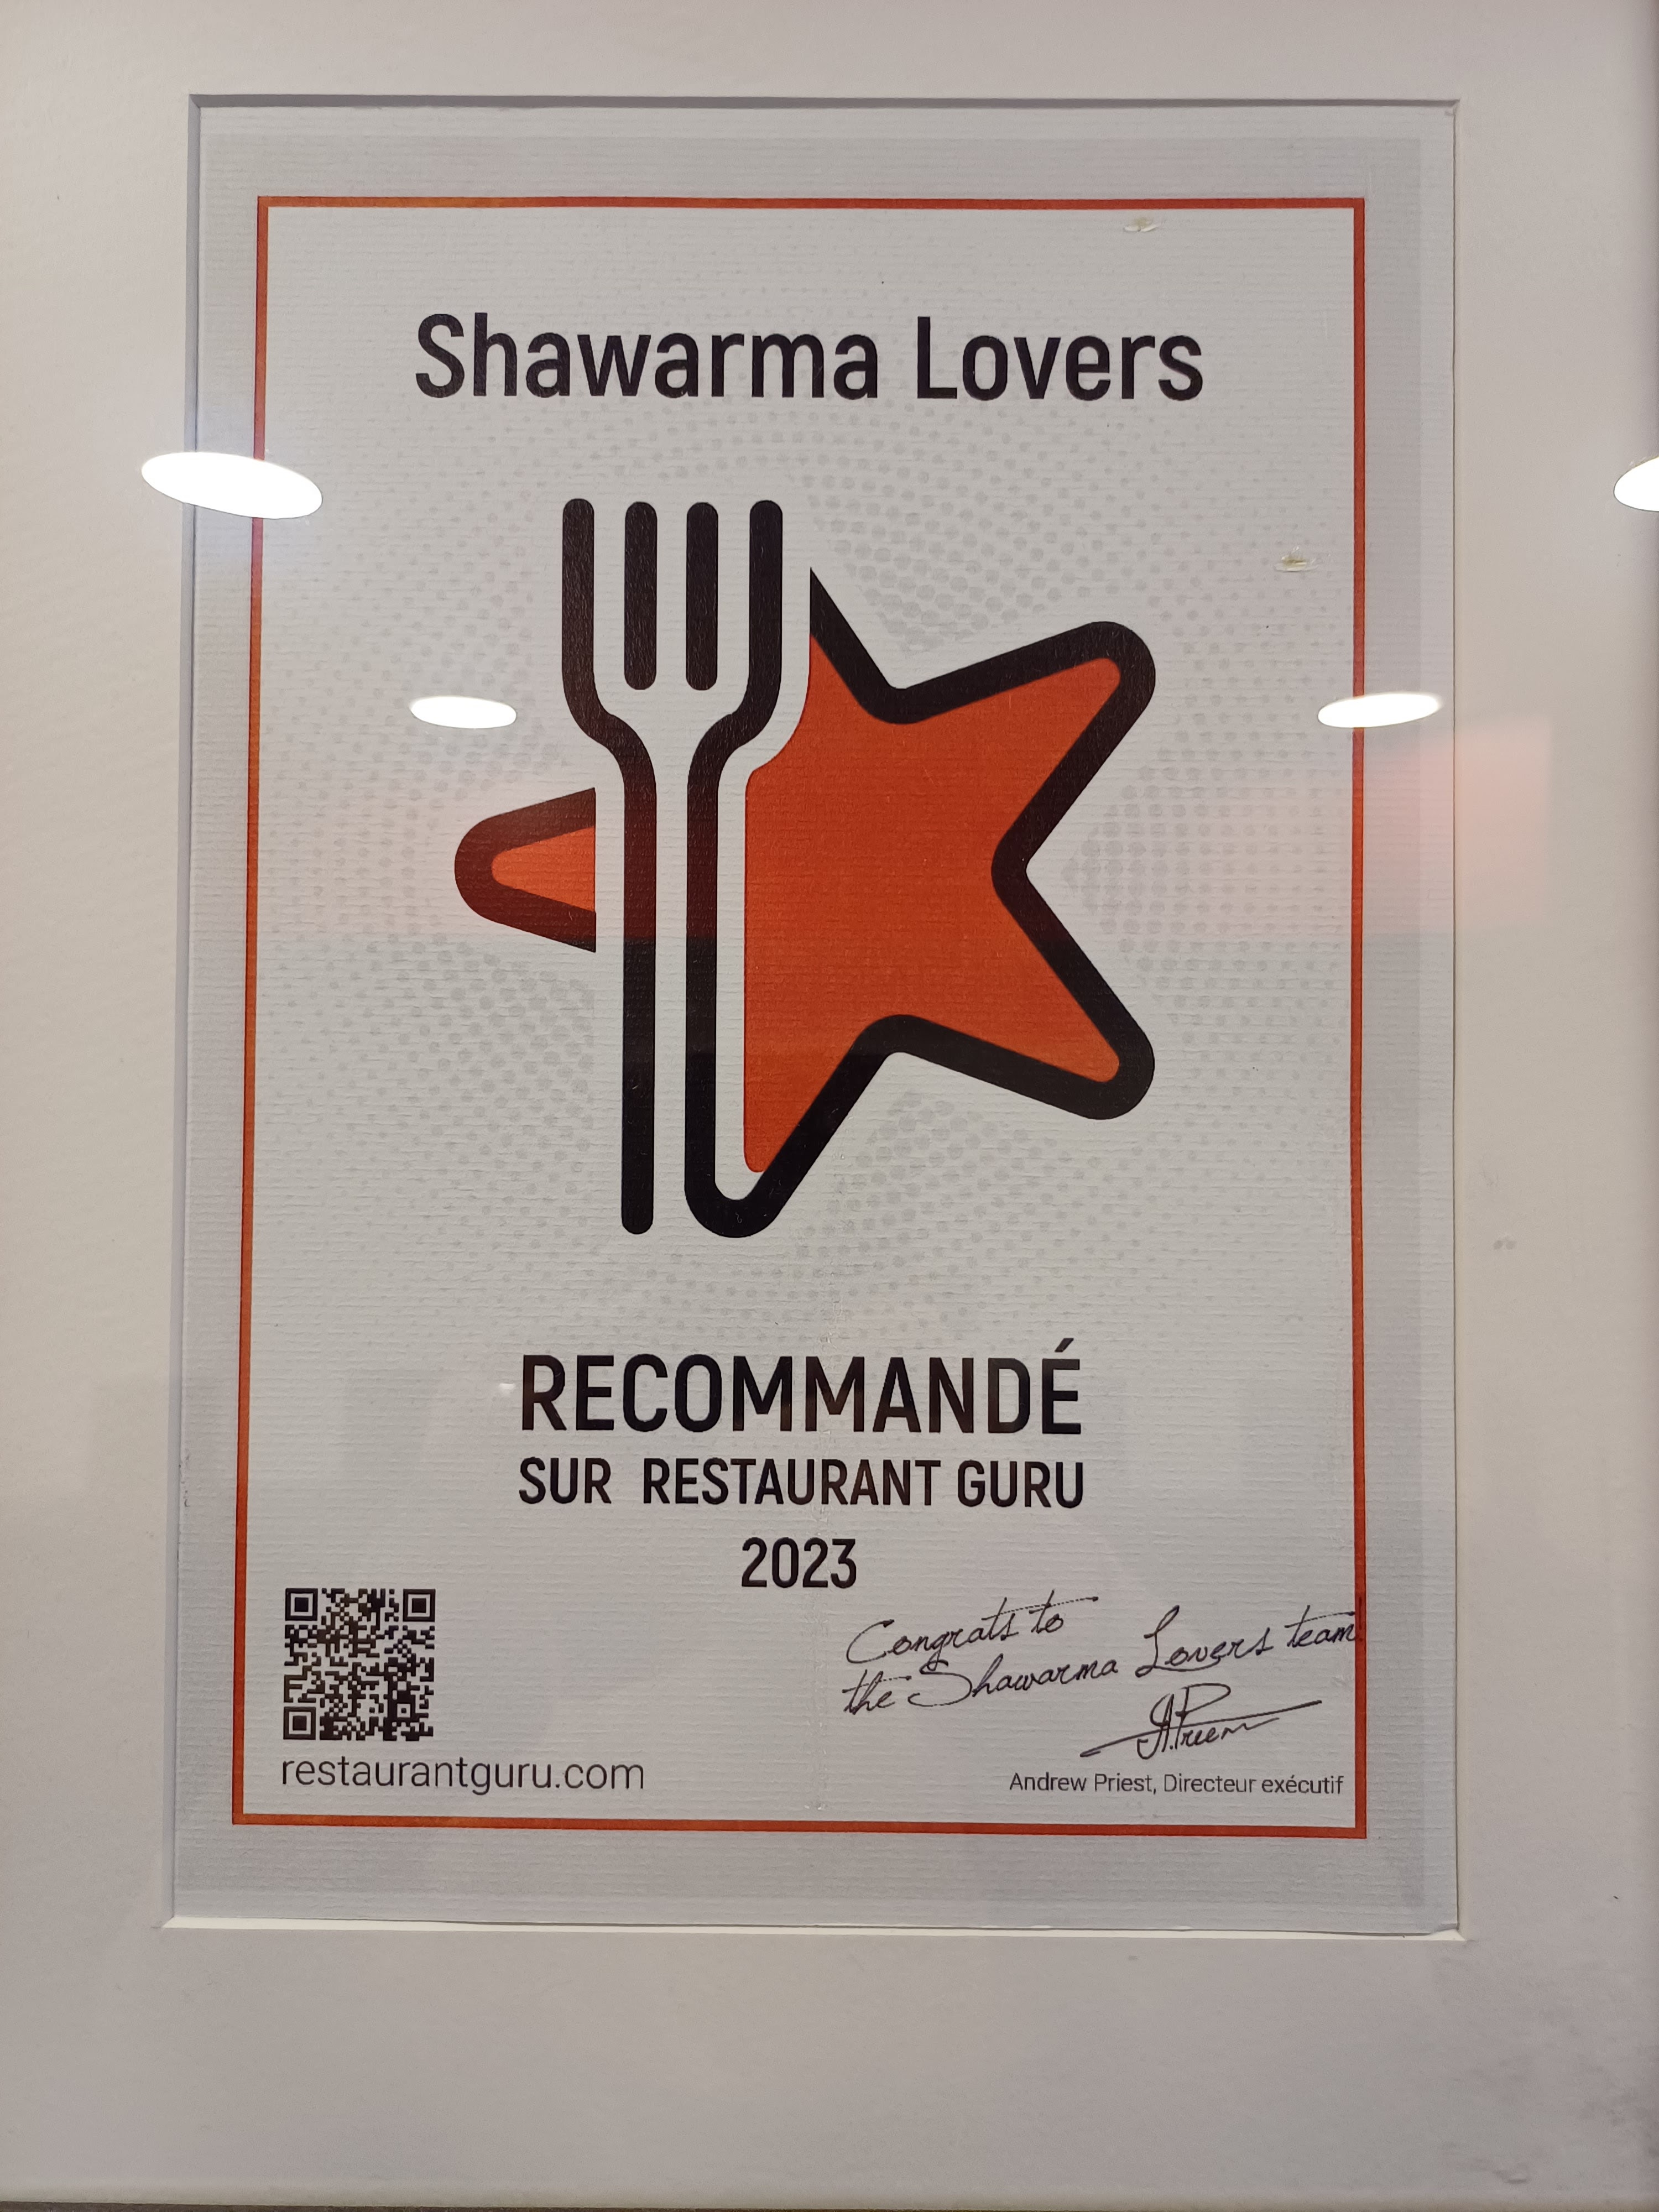 Shawarma Lovers
RECOMMANDÉ
SUR RESTAURANT GURU
2023
Congrats to
the Shawarma Lovers team!
restaurantguru.com
Andrew Priest, Directeur exécutif